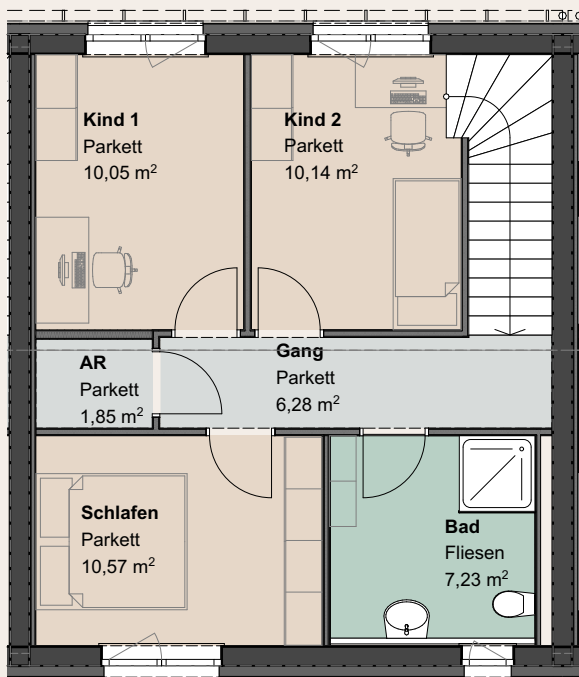 Kind 1
Parkett
10,05 m²
Kind 2
Parkett
10,14 m²
AR
Parkett
1,85 m²
Gang
Parkett
6,28 m²
Schlafen
Parkett
10,57 m²
Bad
Fliesen
7,23 m²